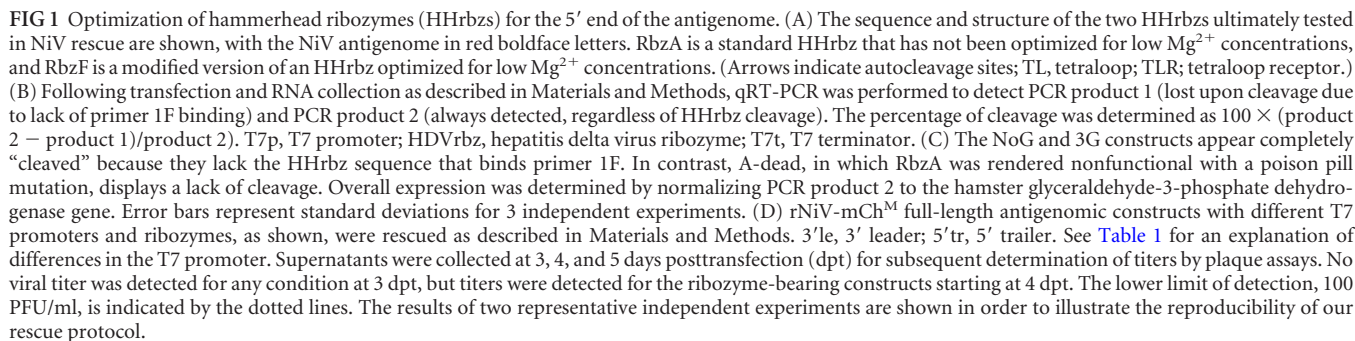 FIG 1 Optimization of hammerhead ribozymes (HHrbzs) for the 5′ end of the antigenome. (A) The sequence and structure of the two HHrbzs ultimately tested
in NiV rescue are shown, with the NiV antigenome in red boldface letters. RbzA is a standard HHrbz that has not been optimized for low Mg²⁺ concentrations,
and RbzF is a modified version of an HHrbz optimized for low Mg²⁺ concentrations. (Arrows indicate autocleavage sites; TL, tetraloop; TLR; tetraloop receptor.)
(B) Following transfection and RNA collection as described in Materials and Methods, qRT-PCR was performed to detect PCR product 1 (lost upon cleavage due
to lack of primer 1F binding) and PCR product 2 (always detected, regardless of HHrbz cleavage). The percentage of cleavage was determined as 100 × (product
2 − product 1)/product 2). T7p, T7 promoter; HDVrbz, hepatitis delta virus ribozyme; T7t, T7 terminator. (C) The NoG and 3G constructs appear completely
“cleaved” because they lack the HHrbz sequence that binds primer 1F. In contrast, A-dead, in which RbzA was rendered nonfunctional with a poison pill
mutation, displays a lack of cleavage. Overall expression was determined by normalizing PCR product 2 to the hamster glyceraldehyde-3-phosphate dehydro-
genase gene. Error bars represent standard deviations for 3 independent experiments. (D) rNiV-mChᴹ full-length antigenomic constructs with different T7
promoters and ribozymes, as shown, were rescued as described in Materials and Methods. 3′le, 3′ leader; 5′tr, 5′ trailer. See Table 1 for an explanation of
differences in the T7 promoter. Supernatants were collected at 3, 4, and 5 days posttransfection (dpt) for subsequent determination of titers by plaque assays. No
viral titer was detected for any condition at 3 dpt, but titers were detected for the ribozyme-bearing constructs starting at 4 dpt. The lower limit of detection, 100
PFU/ml, is indicated by the dotted lines. The results of two representative independent experiments are shown in order to illustrate the reproducibility of our
rescue protocol.